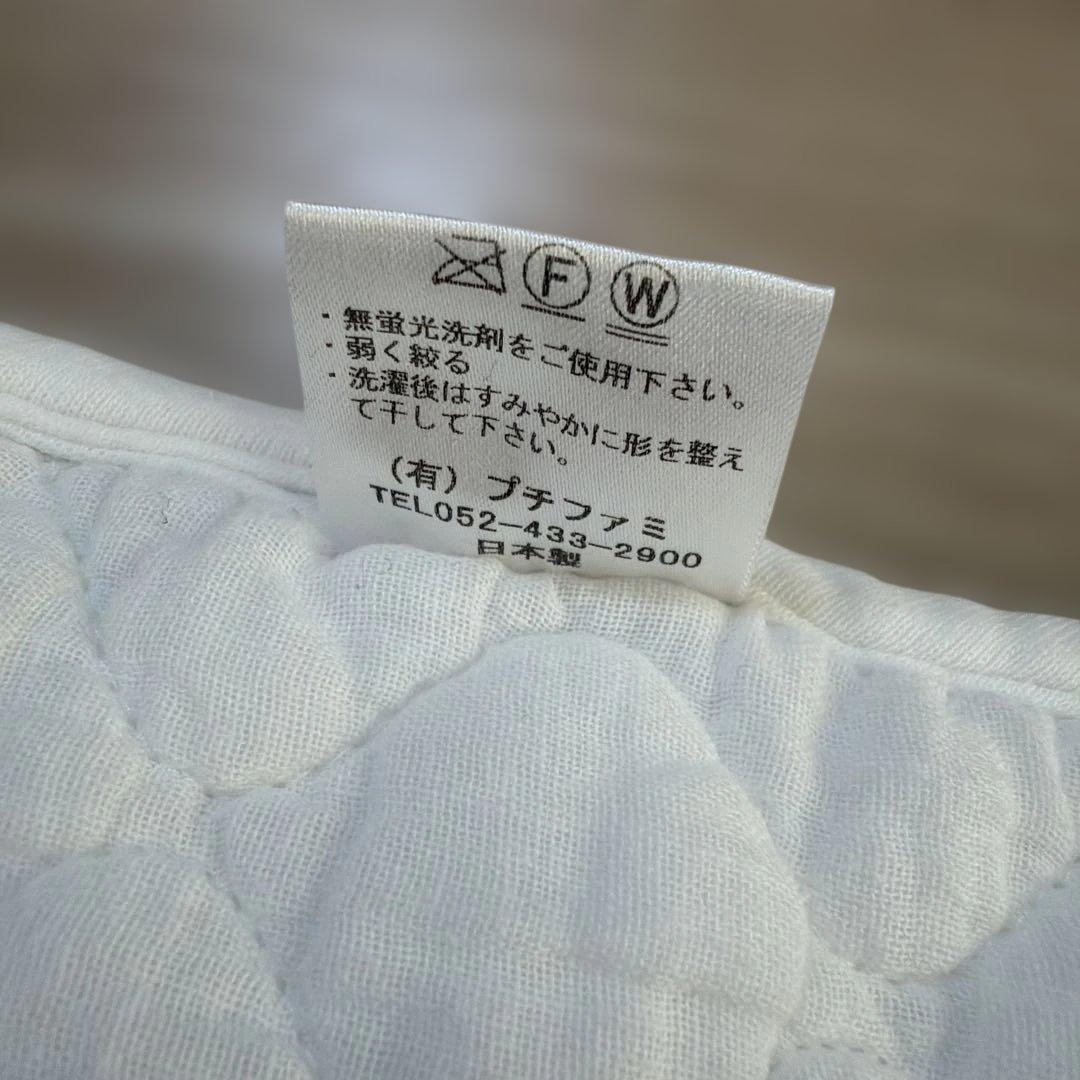 F W
・無蛍光洗剤をご使用下さい。
・弱く絞る
・洗濯後はすみやかに形を整え
て干して下さい。
(有) プチファミ
TEL052-433-2900
日本製